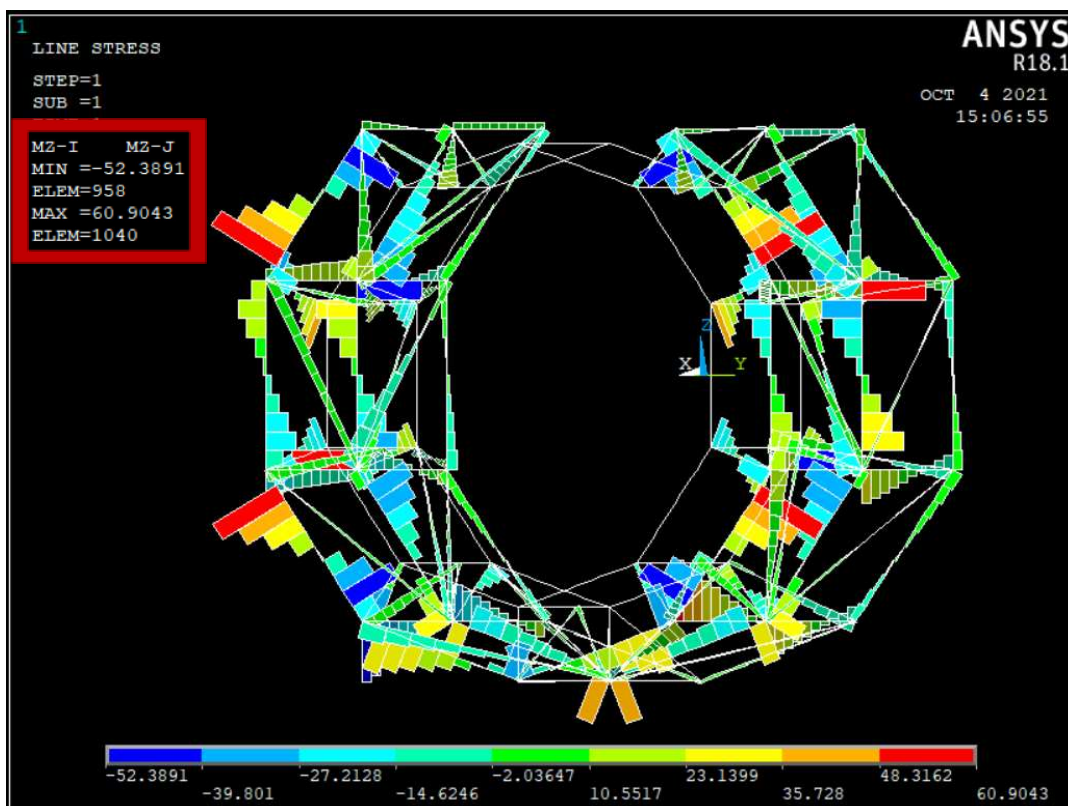 1
LINE STRESS
STEP=1
SUB =1
MZ-I MZ-J
MIN =-52.3891
ELEM=958
MAX =60.9043
ELEM=1040
ANSYS
R18.1
OCT 4 2021
15:06:55
Z
X Y
-52.3891 -27.2128 -2.03647 23.1399 48.3162
-39.801 -14.6246 10.5517 35.728 60.9043